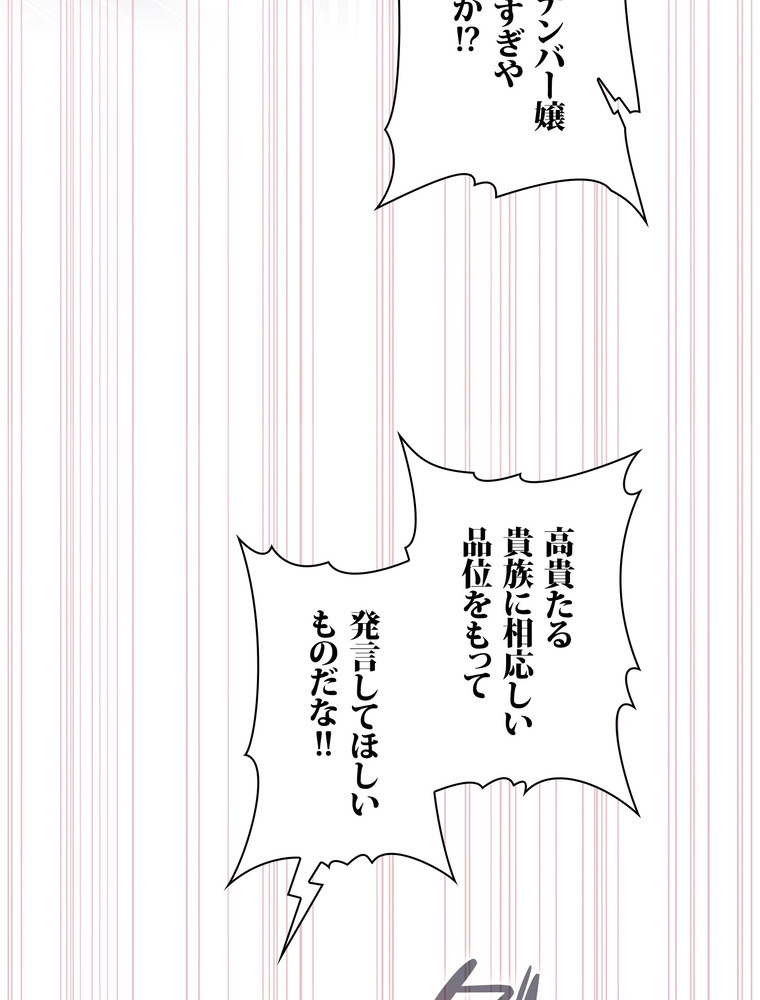 ンバー嬢
すぎや
か!?
高貴たる
貴族に相応しい
品位をもって
発言してほしい
ものだな!!